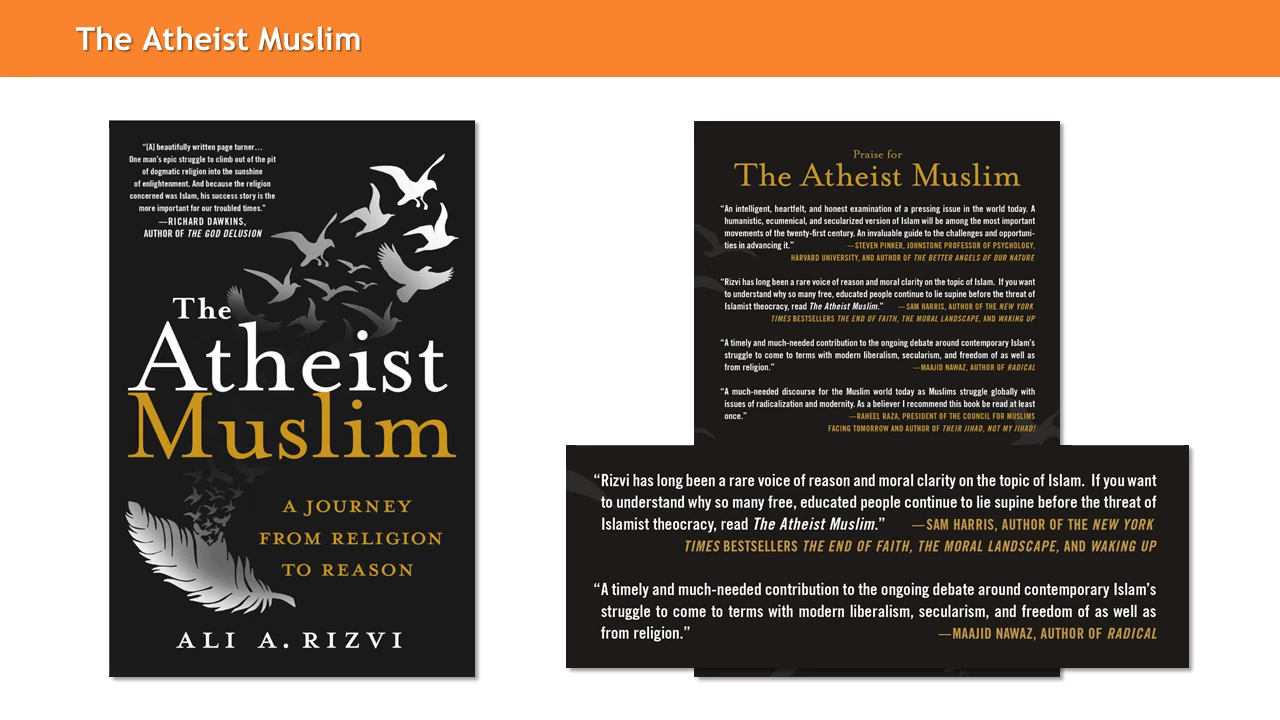 The Atheist Muslim
“[A] beautifully written page turner…
One man’s epic struggle to climb out of the pit
of dogmatic religion into the sunshine
of enlightenment. And because the religion
concerned was Islam, his success story is the
more important for our troubled times.”
—RICHARD DAWKINS,
AUTHOR OF THE GOD DELUSION
The
Atheist
Muslim
A JOURNEY
FROM RELIGION
TO REASON
ALI A. RIZVI
Praise for
The Atheist Muslim
“An intelligent, heartfelt, and honest examination of a pressing issue in the world today. A
humanistic, ecumenical, and secularized version of Islam will be among the most important
movements of the twenty-first century. An invaluable guide to the challenges and opportuni-
ties in advancing it.” —STEVEN PINKER, JOHNSTONE PROFESSOR OF PSYCHOLOGY,
HARVARD UNIVERSITY, AND AUTHOR OF THE BETTER ANGELS OF OUR NATURE
“Rizvi has long been a rare voice of reason and moral clarity on the topic of Islam. If you want
to understand why so many free, educated people continue to lie supine before the threat of
Islamist theocracy, read The Atheist Muslim.” —SAM HARRIS, AUTHOR OF THE NEW YORK
TIMES BESTSELLERS THE END OF FAITH, THE MORAL LANDSCAPE, AND WAKING UP
“A timely and much-needed contribution to the ongoing debate around contemporary Islam’s
struggle to come to terms with modern liberalism, secularism, and freedom of as well as
from religion.” —MAAJID NAWAZ, AUTHOR OF RADICAL
“A much-needed discourse for the Muslim world today as Muslims struggle globally with
issues of radicalization and modernity. As a believer I recommend this book be read at least
once.” —RAHEEL RAZA, PRESIDENT OF THE COUNCIL FOR MUSLIMS
FACING TOMORROW AND AUTHOR OF THEIR JIHAD, NOT MY JIHAD!
“Rizvi has long been a rare voice of reason and moral clarity on the topic of Islam. If you want
to understand why so many free, educated people continue to lie supine before the threat of
Islamist theocracy, read The Atheist Muslim.” —SAM HARRIS, AUTHOR OF THE NEW YORK
TIMES BESTSELLERS THE END OF FAITH, THE MORAL LANDSCAPE, AND WAKING UP
“A timely and much-needed contribution to the ongoing debate around contemporary Islam’s
struggle to come to terms with modern liberalism, secularism, and freedom of as well as
from religion.” —MAAJID NAWAZ, AUTHOR OF RADICAL